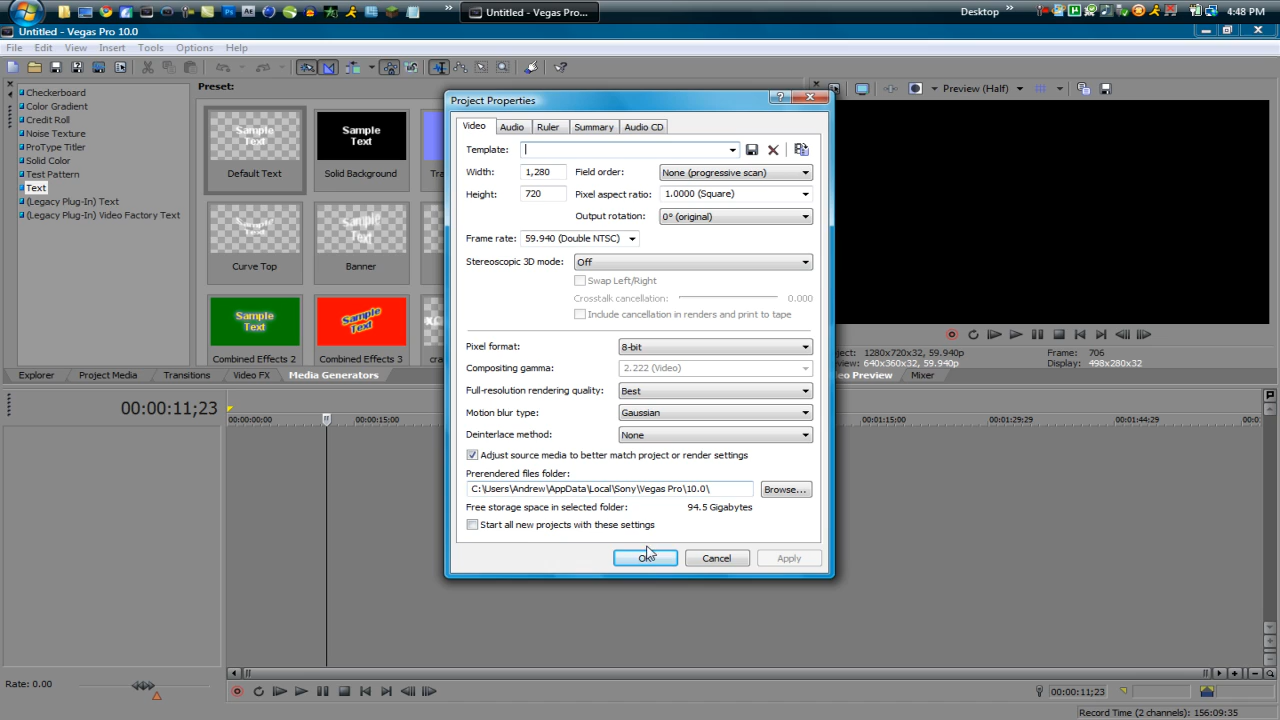 Untitled - Vegas Pro...
Desktop
»
4:48 PM
Untitled - Vegas Pro 10.0
File Edit View Insert Tools Options Help
Checkerboard
Color Gradient
Credit Roll
Noise Texture
ProType Titler
Solid Color
Test Pattern
Text
(Legacy Plug-In) Text
(Legacy Plug-In) Video Factory Text
Preset:
Sample
Text
Default Text
Sample
Text
Solid Background
Curve Top
Banner
Sample
Text
Combined Effects 2
Sample
Text
Combined Effects 3
Explorer Project Media Transitions Video FX Media Generators
Project Properties
Video Audio Ruler Summary Audio CD
Template:
Width: 1,280 Field order: None (progressive scan)
Height: 720 Pixel aspect ratio: 1.0000 (Square)
Output rotation: 0° (original)
Frame rate: 59.940 (Double NTSC)
Stereoscopic 3D mode: Off
Swap Left/Right
Crosstalk cancellation: 0.000
Include cancellation in renders and print to tape
Pixel format: 8-bit
Compositing gamma: 2.222 (Video)
Full-resolution rendering quality: Best
Motion blur type: Gaussian
Deinterlace method: None
Adjust source media to better match project or render settings
Prerendered files folder:
C:\Users\Andrew\AppData\Local\Sony\Vegas Pro\10.0\ Browse...
Free storage space in selected folder: 94.5 Gigabytes
Start all new projects with these settings
OK Cancel Apply
Preview (Half)
ject: 1280x720x32, 59.940p Frame: 706
view: 640x360x32, 59.940p Display: 498x280x32
eo Preview Mixer
00:00:11;23
00:00:00;00 00:00:15;00 00:01:15;00 00:01:29;29 00:01:44;29 00:0
Rate: 0.00
00:00:11;23
Record Time (2 channels): 156:09:35